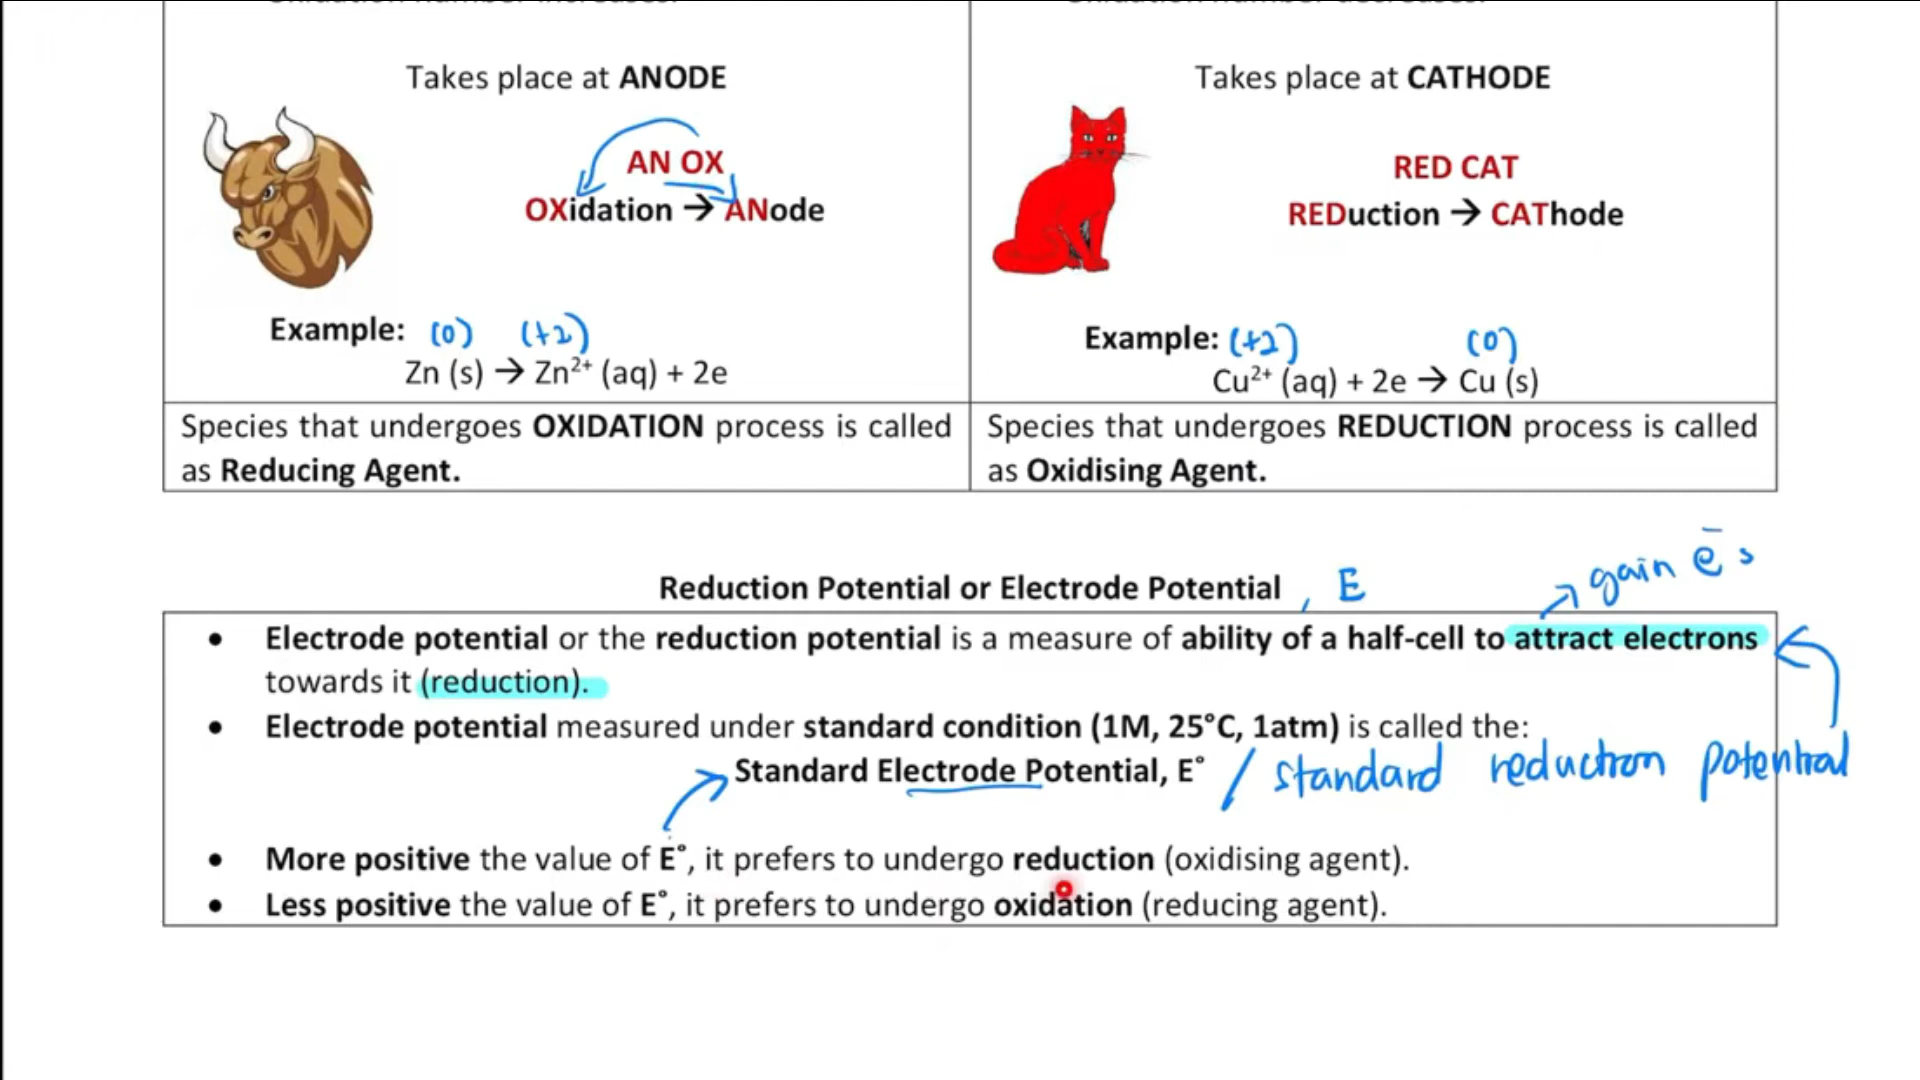 Oxidation number increases.
Oxidation number decreases.
Takes place at ANODE
AN OX
OXidation → ANode
Example: (0) (+2)
Zn (s) → Zn²⁺ (aq) + 2e
Takes place at CATHODE
RED CAT
REDuction → CAThode
Example: (+2) (0)
Cu²⁺ (aq) + 2e → Cu (s)
Species that undergoes OXIDATION process is called
as Reducing Agent.
Species that undergoes REDUCTION process is called
as Oxidising Agent.
Reduction Potential or Electrode Potential , E
→ gain e̅ s
• Electrode potential or the reduction potential is a measure of ability of a half-cell to attract electrons
towards it (reduction).
• Electrode potential measured under standard condition (1M, 25°C, 1atm) is called the:
Standard Electrode Potential, E° / standard reduction potential
• More positive the value of E°, it prefers to undergo reduction (oxidising agent).
• Less positive the value of E°, it prefers to undergo oxidation (reducing agent).